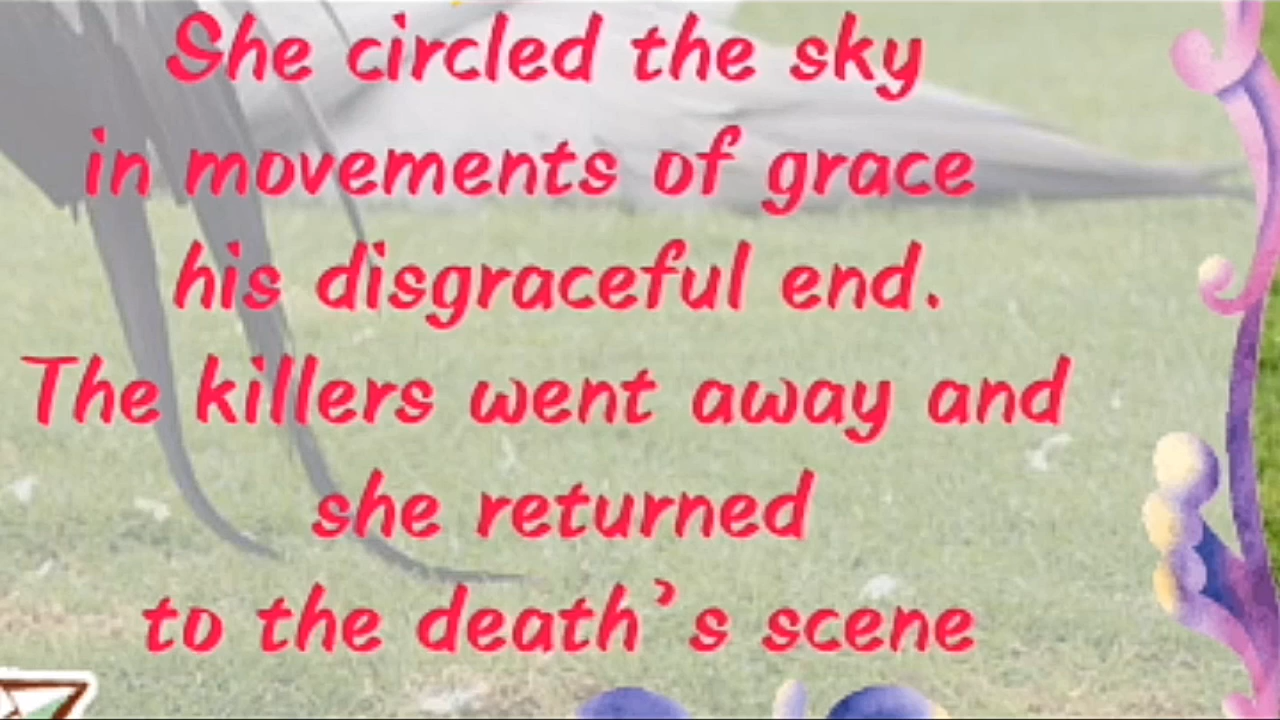 She circled the sky
in movements of grace
his disgraceful end.
The killers went away and
she returned
to the death's scene